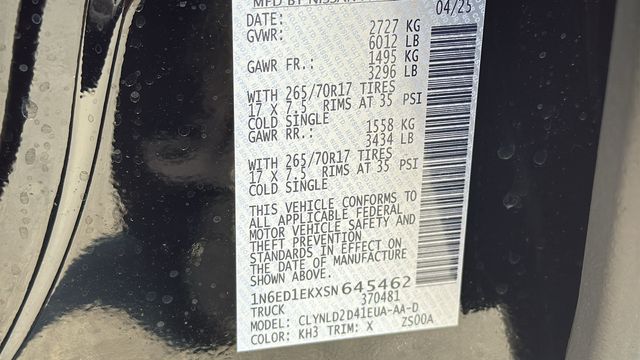 MFD BY NISSAN
DATE: 04/25
GVWR: 2727 KG
6012 LB
GAWR FR.: 1495 KG
3296 LB
WITH 265/70R17 TIRES
17 X 7.5 RIMS AT 35 PSI
COLD SINGLE
GAWR RR.: 1558 KG
3434 LB
WITH 265/70R17 TIRES
17 X 7.5 RIMS AT 35 PSI
COLD SINGLE
THIS VEHICLE CONFORMS TO
ALL APPLICABLE FEDERAL
MOTOR VEHICLE SAFETY AND
THEFT PREVENTION
STANDARDS IN EFFECT ON
THE DATE OF MANUFACTURE
SHOWN ABOVE.
1N6ED1EKXSN645462
TRUCK 370481
MODEL: CLYNLD2D41EUA-AA-D
COLOR: KH3 TRIM: X ZS00A